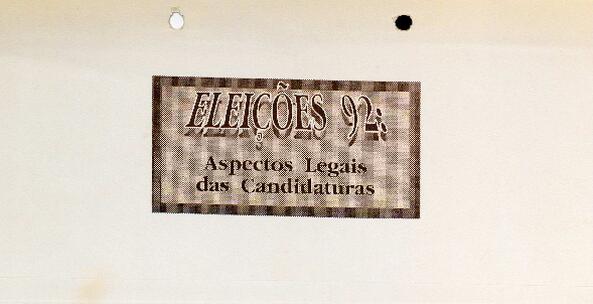 ELEIÇÕES 92:
Aspectos Legais
das Candidaturas